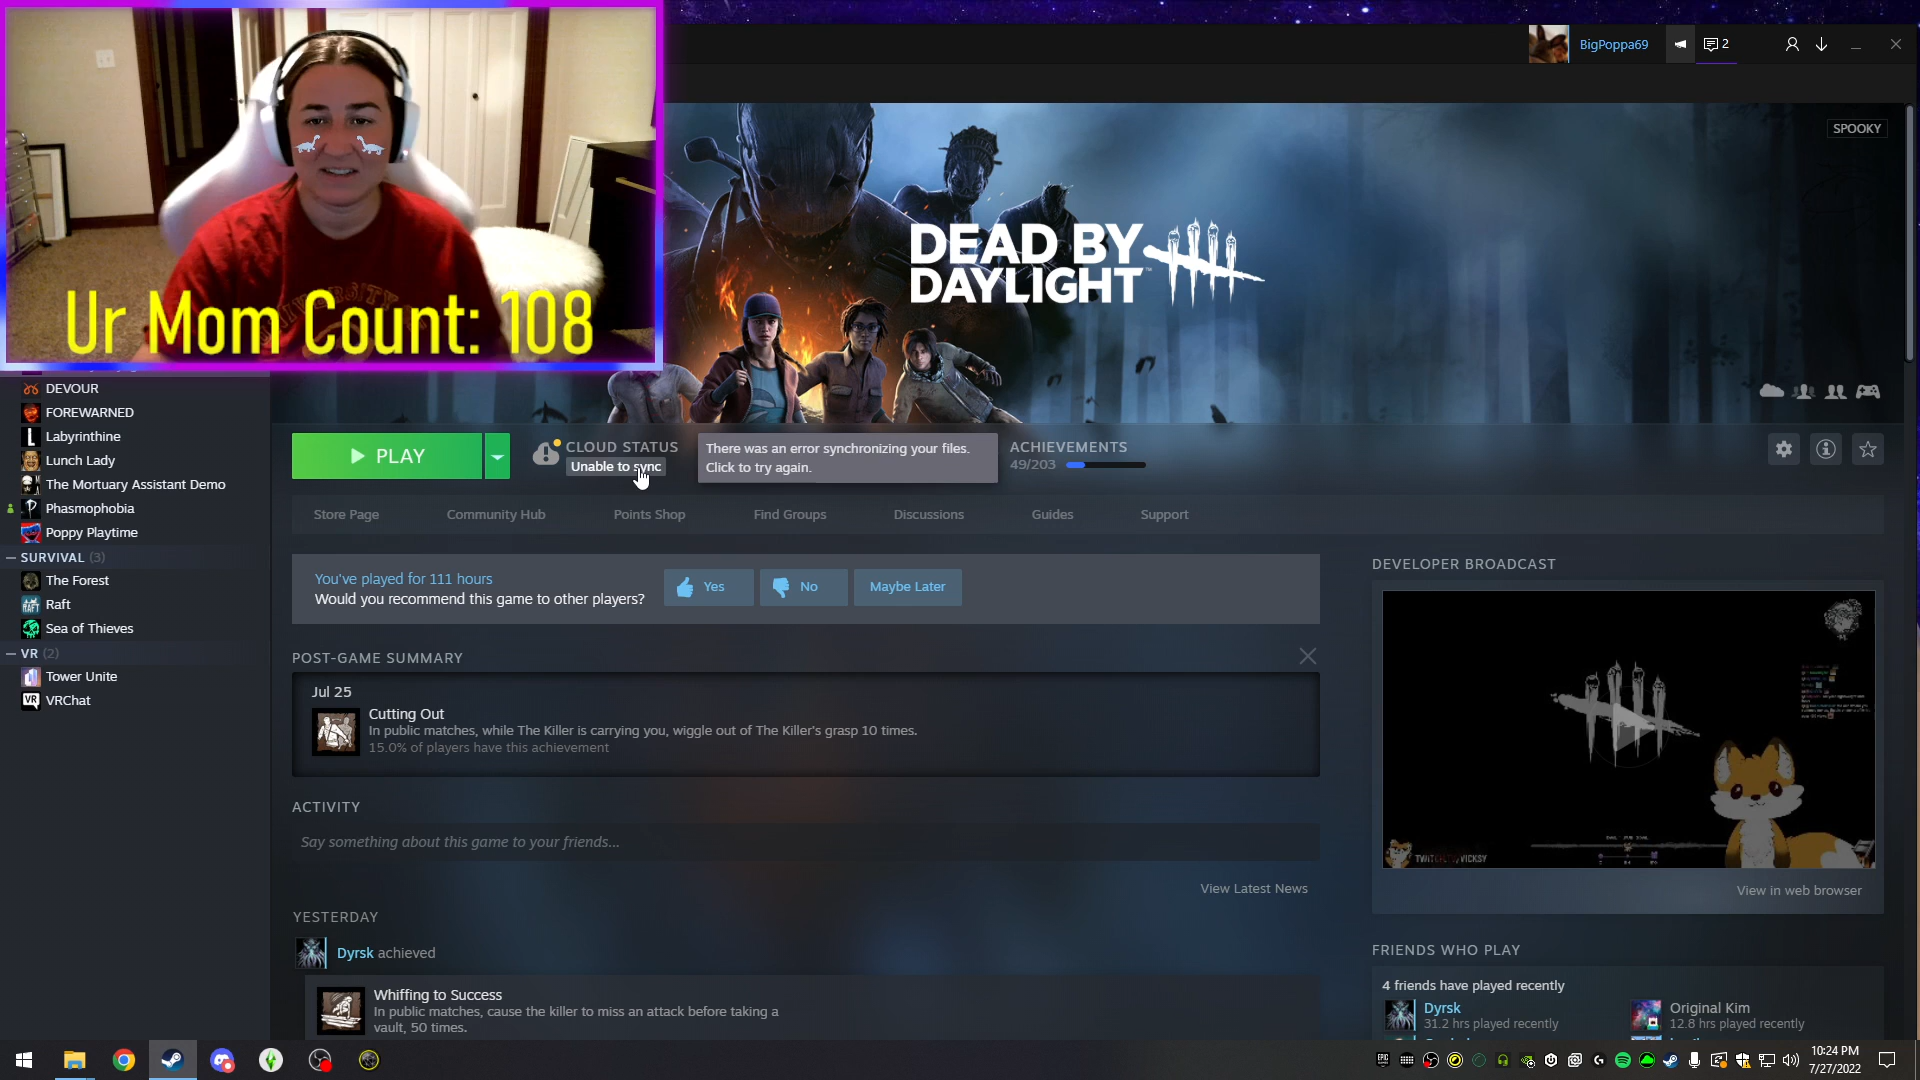 Ur Mom Count: 108
BigPoppa69
2
SPOOKY
DEAD BY
DAYLIGHT
DEVOUR
FOREWARNED
Labyrinthine
Lunch Lady
The Mortuary Assistant Demo
Phasmophobia
Poppy Playtime
SURVIVAL (3)
The Forest
Raft
Sea of Thieves
VR (2)
Tower Unite
VRChat
PLAY
CLOUD STATUS
Unable to sync
There was an error synchronizing your files.
Click to try again.
ACHIEVEMENTS
49/203
Store Page
Community Hub
Points Shop
Find Groups
Discussions
Guides
Support
You've played for 111 hours
Would you recommend this game to other players?
Yes
No
Maybe Later
POST-GAME SUMMARY
Jul 25
Cutting Out
In public matches, while The Killer is carrying you, wiggle out of The Killer's grasp 10 times.
15.0% of players have this achievement
ACTIVITY
Say something about this game to your friends...
View Latest News
YESTERDAY
Dyrsk achieved
Whiffing to Success
In public matches, cause the killer to miss an attack before taking a
vault, 50 times.
DEVELOPER BROADCAST
View in web browser
FRIENDS WHO PLAY
4 friends have played recently
Dyrsk
31.2 hrs played recently
Original Kim
12.8 hrs played recently
10:24 PM
7/27/2022